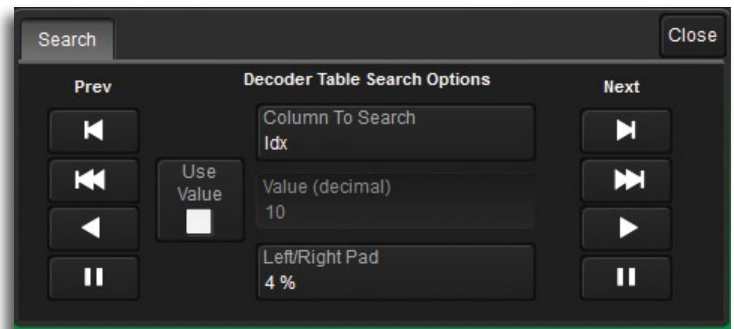 Search
Close
Prev
Decoder Table Search Options
Next
Column To Search
Idx
Use
Value
Value (decimal)
10
Left/Right Pad
4 %